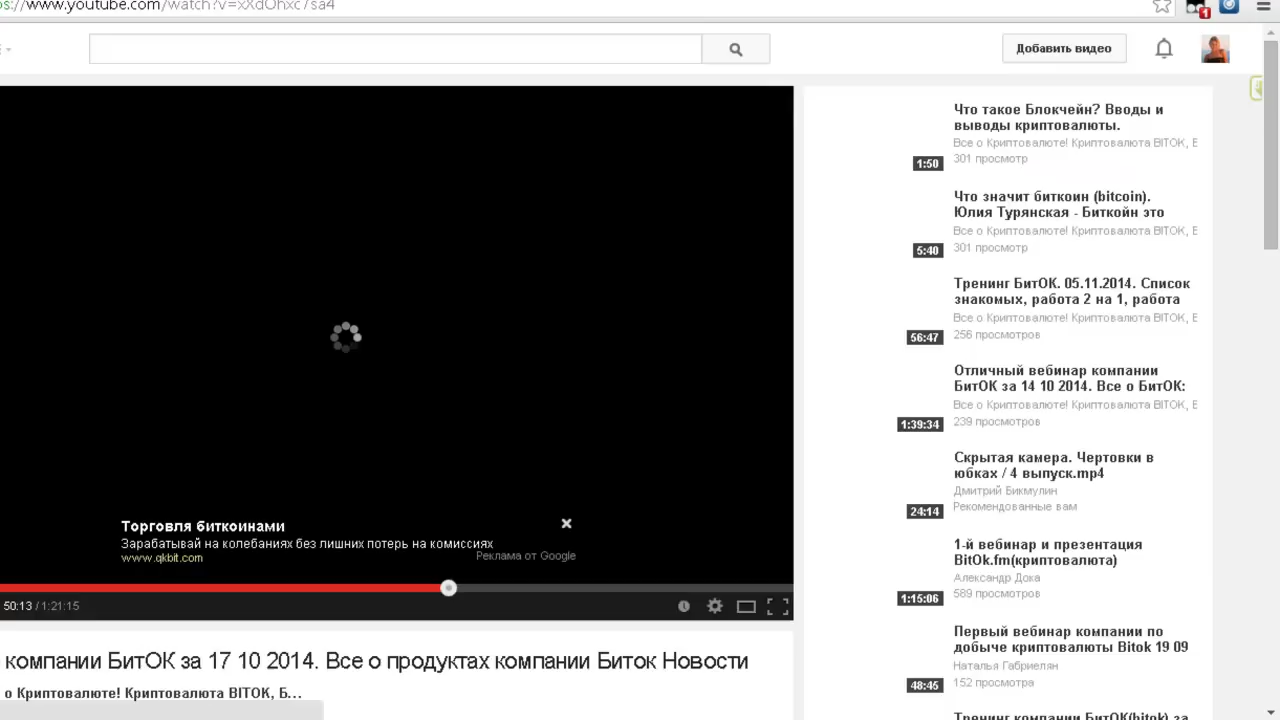 www.youtube.com/watch?v=xXdOhxc7sa4
1
Добавить видео
Торговля биткоинами
Зарабатывай на колебаниях без лишних потерь на комиссиях
www.qkbit.com
Реклама от Google
50:13 / 1:21:15
компании БитОК за 17 10 2014. Все о продуктах компании Биток Новости
о Криптовалюте! Криптовалюта BITOK, Б...
Что такое Блокчейн? Вводы и
выводы криптовалюты.
Все о Криптовалюте! Криптовалюта BITOK,
301 просмотр
1:50
Что значит биткоин (bitcoin).
Юлия Турянская - Биткойн это
Все о Криптовалюте! Криптовалюта BITOK,
301 просмотр
5:40
Тренинг БитОК. 05.11.2014. Список
знакомых, работа 2 на 1, работа
Все о Криптовалюте! Криптовалюта BITOK,
256 просмотров
56:47
Отличный вебинар компании
БитОК за 14 10 2014. Все о БитОК:
Все о Криптовалюте! Криптовалюта BITOK,
239 просмотров
1:39:34
Скрытая камера. Чертовки в
юбках / 4 выпуск.mp4
Дмитрий Бикмулин
Рекомендованные вам
24:14
1-й вебинар и презентация
BitOk.fm(криптовалюта)
Александр Дока
589 просмотров
1:15:06
Первый вебинар компании по
добыче криптовалюты Bitok 19 09
Наталья Габриелян
152 просмотра
48:45
Тренинг компании БитОК(bitok) за